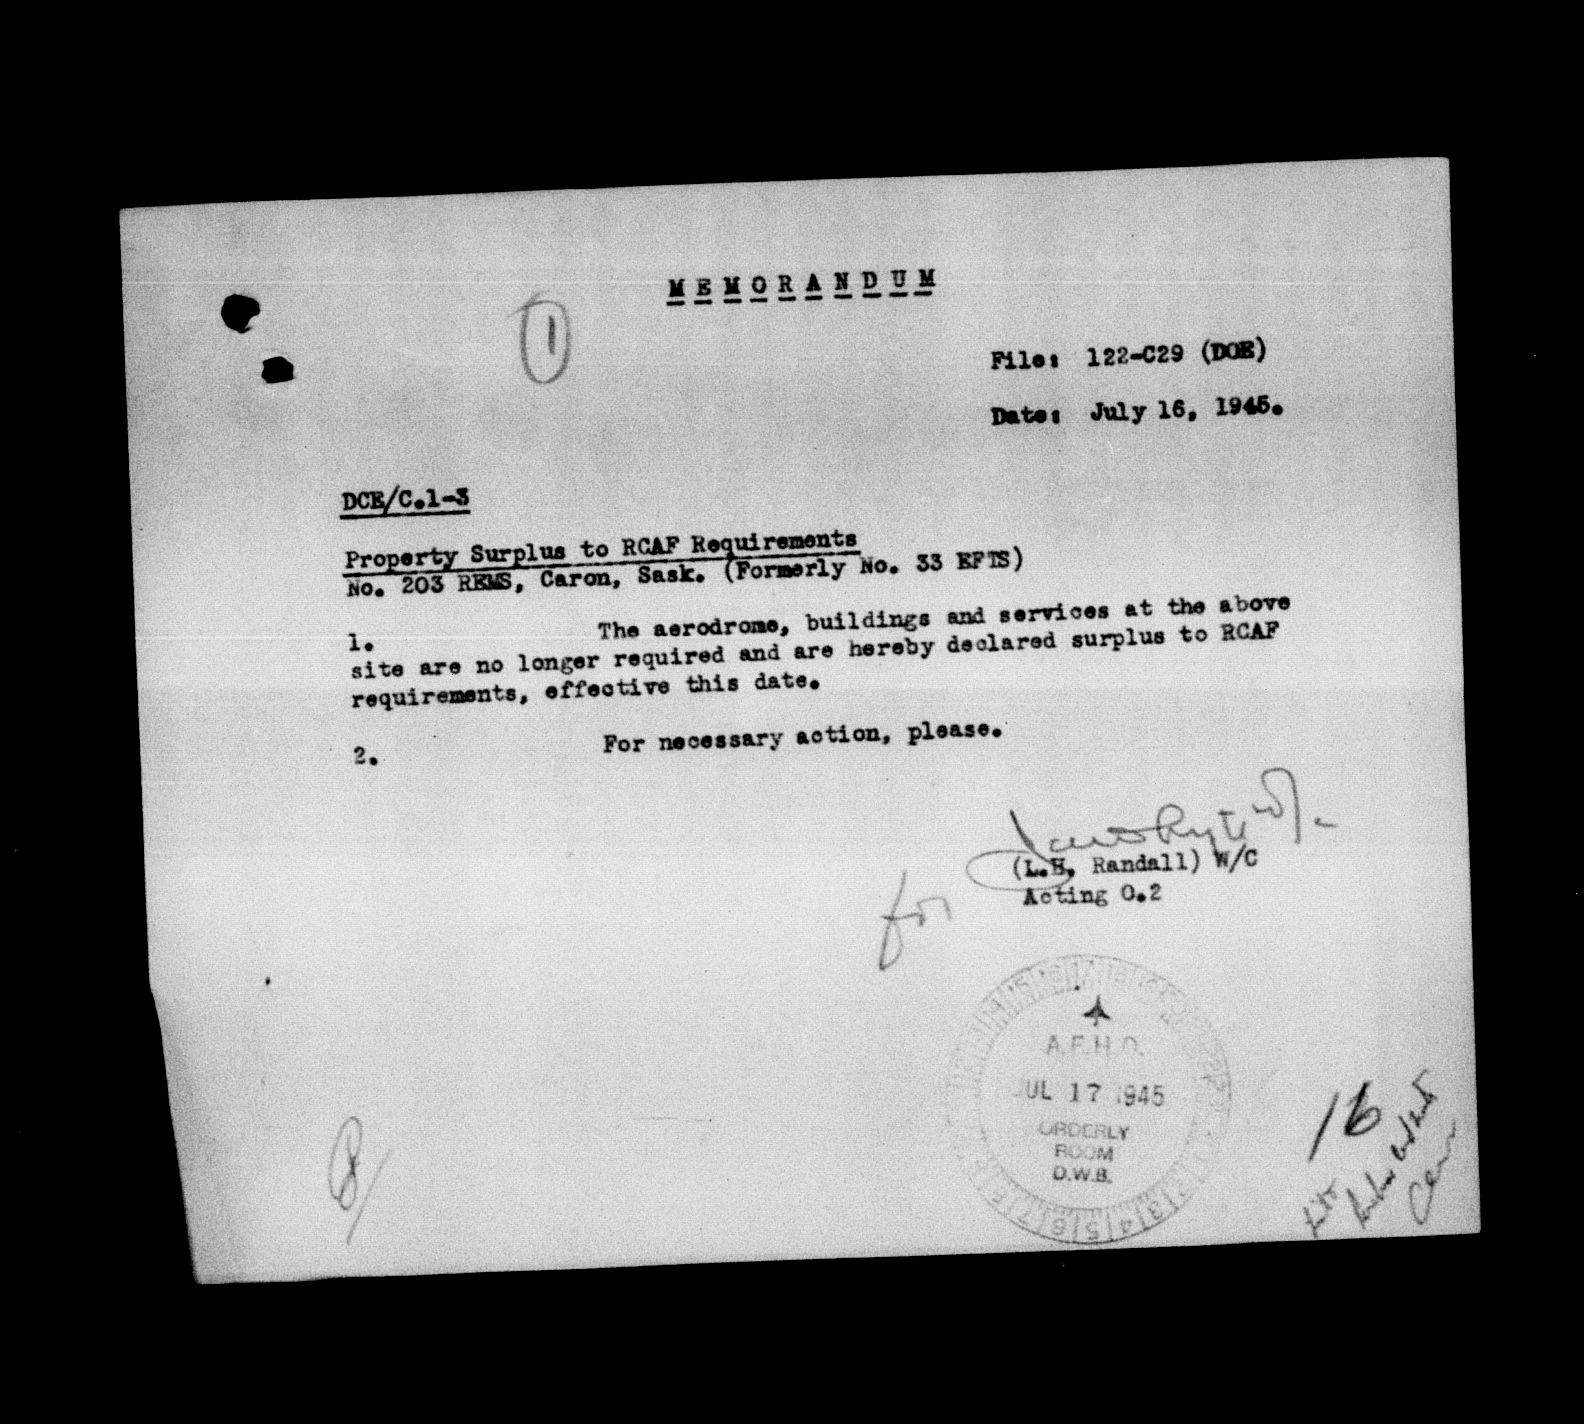 M E M O R A N D U M
1
File: 122-C29 (DOE)
Date: July 16, 1945.
DCE/C.1-3
Property Surplus to RCAF Requirements
No. 203 REMS, Caron, Sask. (Formerly No. 33 EFTS)
1. The aerodrome, buildings and services at the above
site are no longer required and are hereby declared surplus to RCAF
requirements, effective this date.
2. For necessary action, please.
for
(L.H. Randall) W/C
Acting O.2
A.F.H.Q.
JUL 17 1945
ORDERLY
ROOM
D.W.B.
16